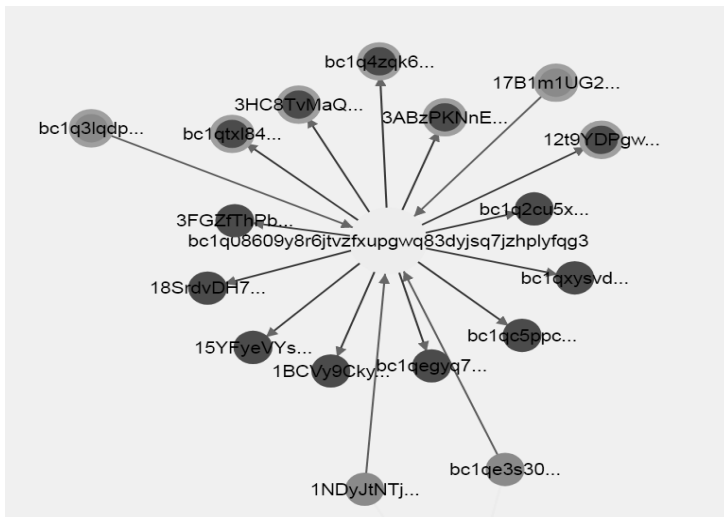 bc1q4zqk6...
17B1m1UG2...
3HC8TvMaQ...
3ABzPKNnE...
bc1q3lqdp...
bc1qtxl84...
12t9YDPgw...
bc1q2cu5x...
3FGZfThPb...
bc1qu8609y8r6jtvzfxupgwq83dyjsq7jzhplyfqg3
bc1qxysvd...
18SrdvDH7...
bc1qc5ppc...
15YFyeVYs...
1BCVy9Cky...
bc1qegyq7...
bc1qe3s30...
1NDyJtNTj...